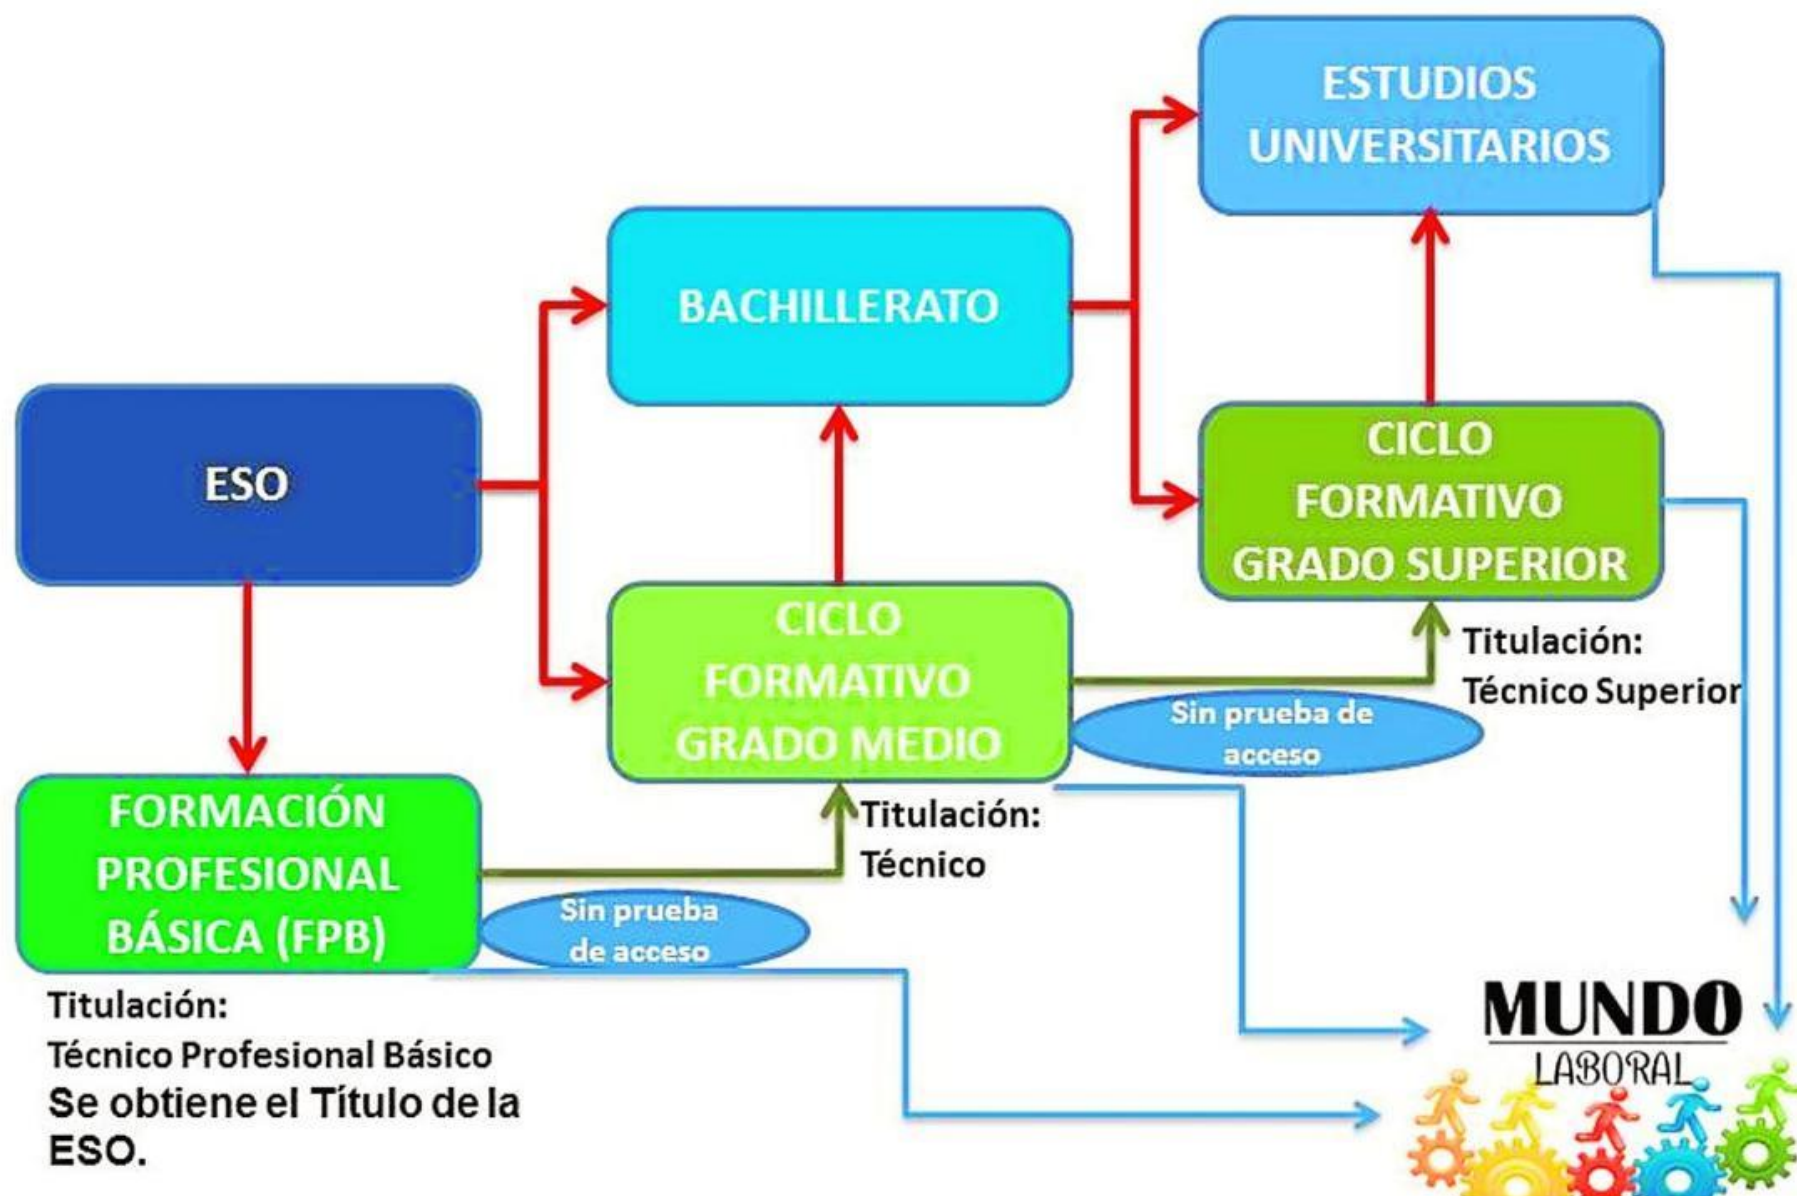 ESTUDIOS
UNIVERSITARIOS
BACHILLERATO
ESO
CICLO
FORMATIVO
GRADO SUPERIOR
Titulación:
Técnico Superior
CICLO
FORMATIVO
GRADO MEDIO
Sin prueba de
acceso
Titulación:
Técnico
FORMACIÓN
PROFESIONAL
BÁSICA (FPB)
Sin prueba
de acceso
Titulación:
Técnico Profesional Básico
Se obtiene el Título de la
ESO.
MUNDO
LABORAL